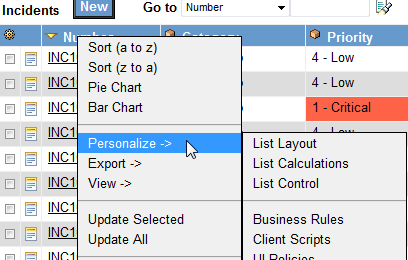 Incidents New Go to Number
Number Category Priority
Sort (a to z)
Sort (z to a)
Pie Chart
Bar Chart
Personalize ->
Export ->
View ->
Update Selected
Update All
List Layout
List Calculations
List Control
Business Rules
Client Scripts
UI Policies
INC1
4 - Low
INC1
4 - Low
INC1
1 - Critical
INC1
4 - Low
INC1
INC1
INC1
INC1
INC1